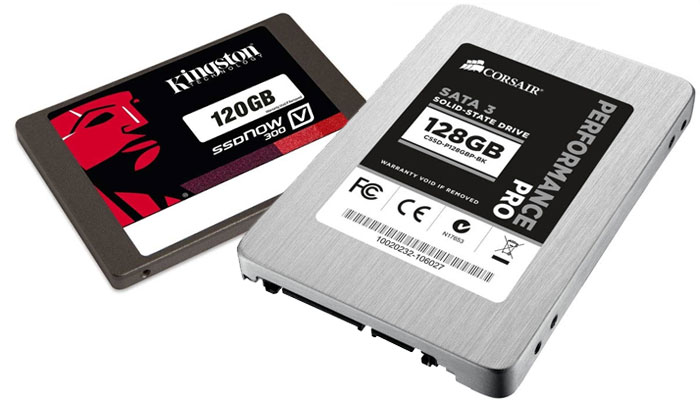 Kingston
TECHNOLOGY
120GB
SSDNOW V
300
CORSAIR
SATA 3
SOLID-STATE DRIVE
128GB
CSSD-P128GBP-BK
WARRANTY VOID IF REMOVED
PERFORMANCE
PRO
FC
CE
N17883
10020232-106027